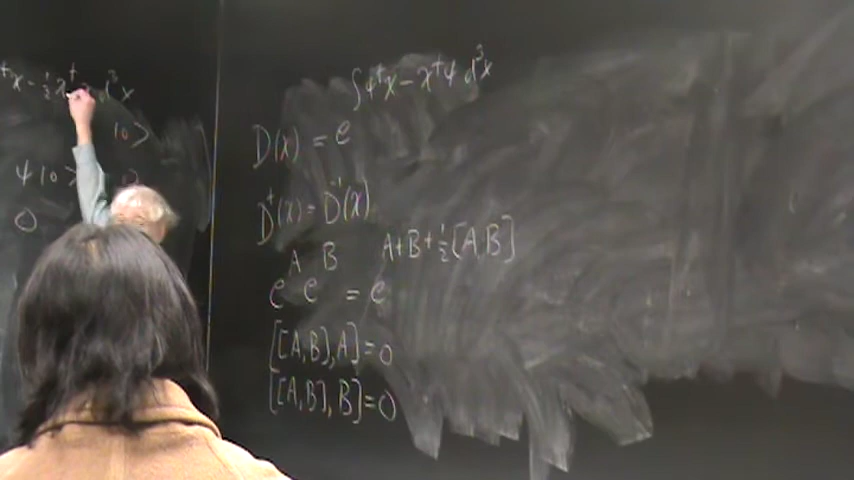 †χ - ½ χ† d³x
|0>
ψ|0>
0
∫ψ†χ - χ†ψ d³x
D(χ) = e
D†(χ) = D⁻¹(χ)
A B A+B+½[A,B]
e e = e
[[A,B],A]=0
[[A,B],B]=0